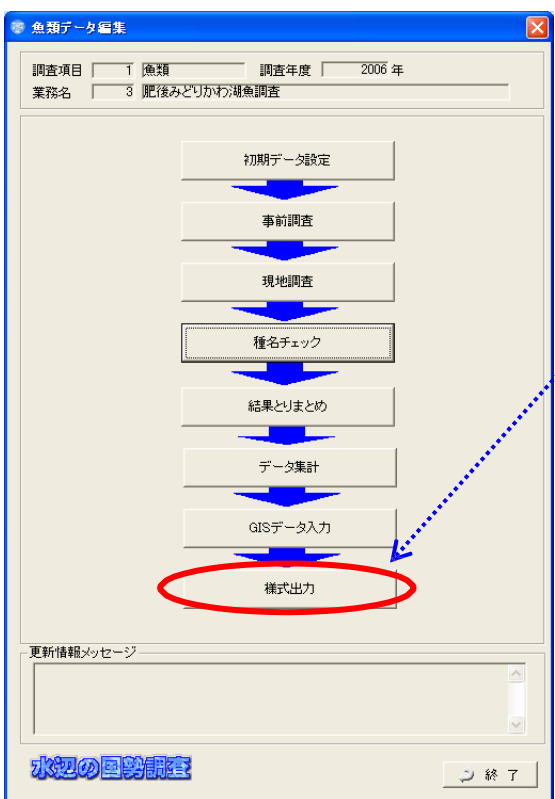 魚類データ編集
調査項目 1 魚類 調査年度 2006 年
業務名 3 肥後みどりかわ湖魚調査
初期データ設定
事前調査
現地調査
種名チェック
結果とりまとめ
データ集計
GISデータ入力
様式出力
更新情報メッセージ
水辺の国勢調査
終 了